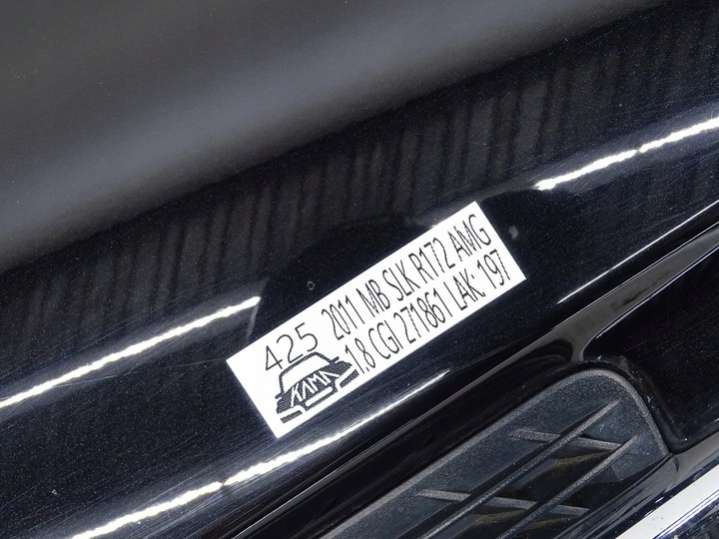 425 2011 MB SLK R172 AMG
1.8 CGI 271861 LAK: 197
KAMA